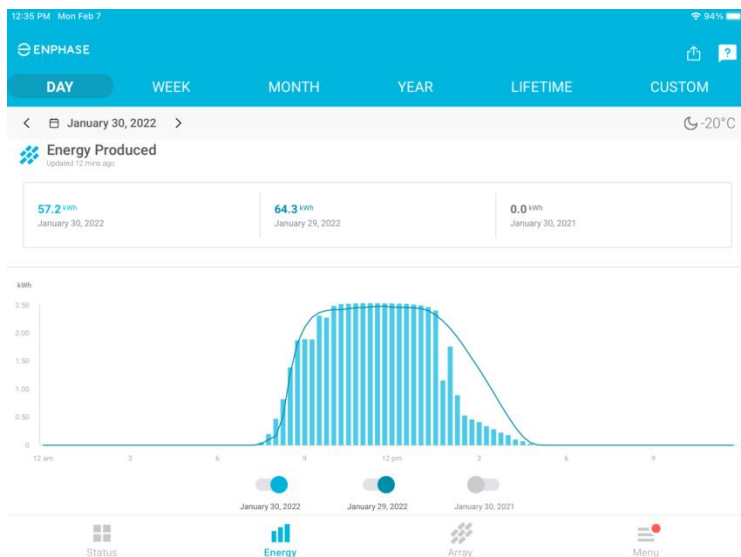 12:35 PM Mon Feb 7 94%
ENPHASE ?
DAY WEEK MONTH YEAR LIFETIME CUSTOM
January 30, 2022 -20°C
Energy Produced
Updated 12 mins ago
57.2 kWh 64.3 kWh 0.0 kWh
January 30, 2022 January 29, 2022 January 30, 2021
kWh
2.50
2.00
1.50
1.00
0.50
0
12 am 3 6 9 12 pm 3 6 9
January 30, 2022 January 29, 2022 January 30, 2021
Status Energy Array Menu